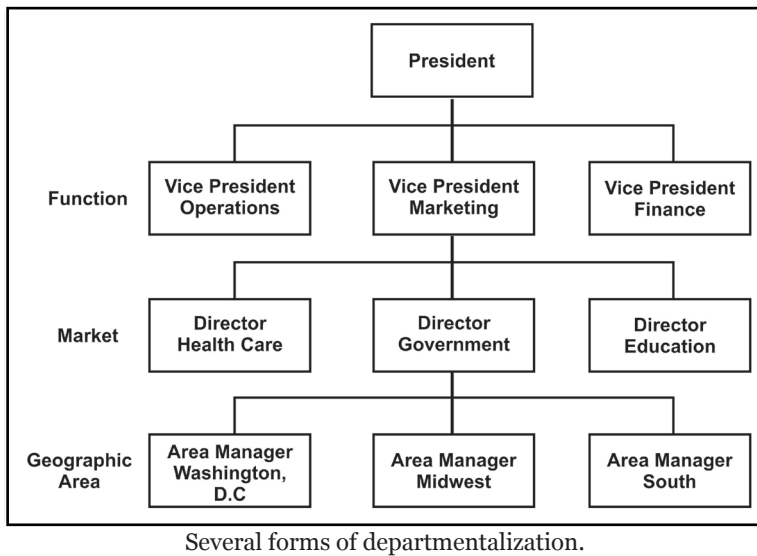 President
Function
Vice President
Operations
Vice President
Marketing
Vice President
Finance
Market
Director
Health Care
Director
Government
Director
Education
Geographic
Area
Area Manager
Washington,
D.C
Area Manager
Midwest
Area Manager
South
Several forms of departmentalization.